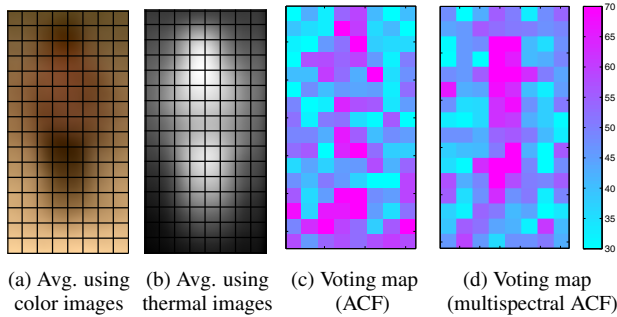 70
65
60
55
50
45
40
35
30
(a) Avg. using
color images
(b) Avg. using
thermal images
(c) Voting map
(ACF)
(d) Voting map
(multispectral ACF)